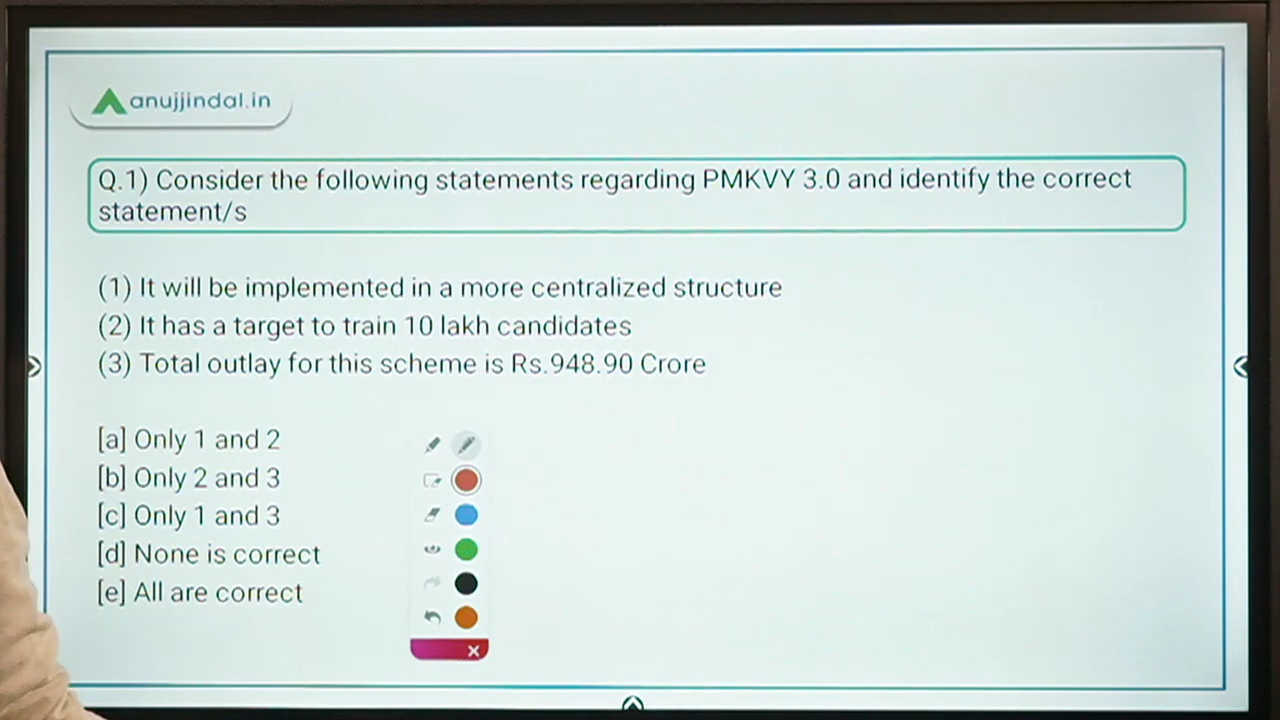 anujjindal.in
Q.1) Consider the following statements regarding PMKVY 3.0 and identify the correct
statement/s
(1) It will be implemented in a more centralized structure
(2) It has a target to train 10 lakh candidates
(3) Total outlay for this scheme is Rs.948.90 Crore
[a] Only 1 and 2
[b] Only 2 and 3
[c] Only 1 and 3
[d] None is correct
[e] All are correct